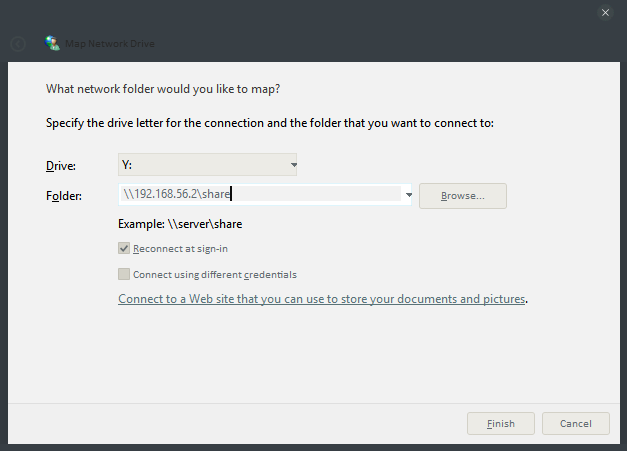 Map Network Drive
What network folder would you like to map?
Specify the drive letter for the connection and the folder that you want to connect to:
Drive: Y:
Folder: \\192.168.56.2\share Browse...
Example: \\server\share
Reconnect at sign-in
Connect using different credentials
Connect to a Web site that you can use to store your documents and pictures.
Finish Cancel